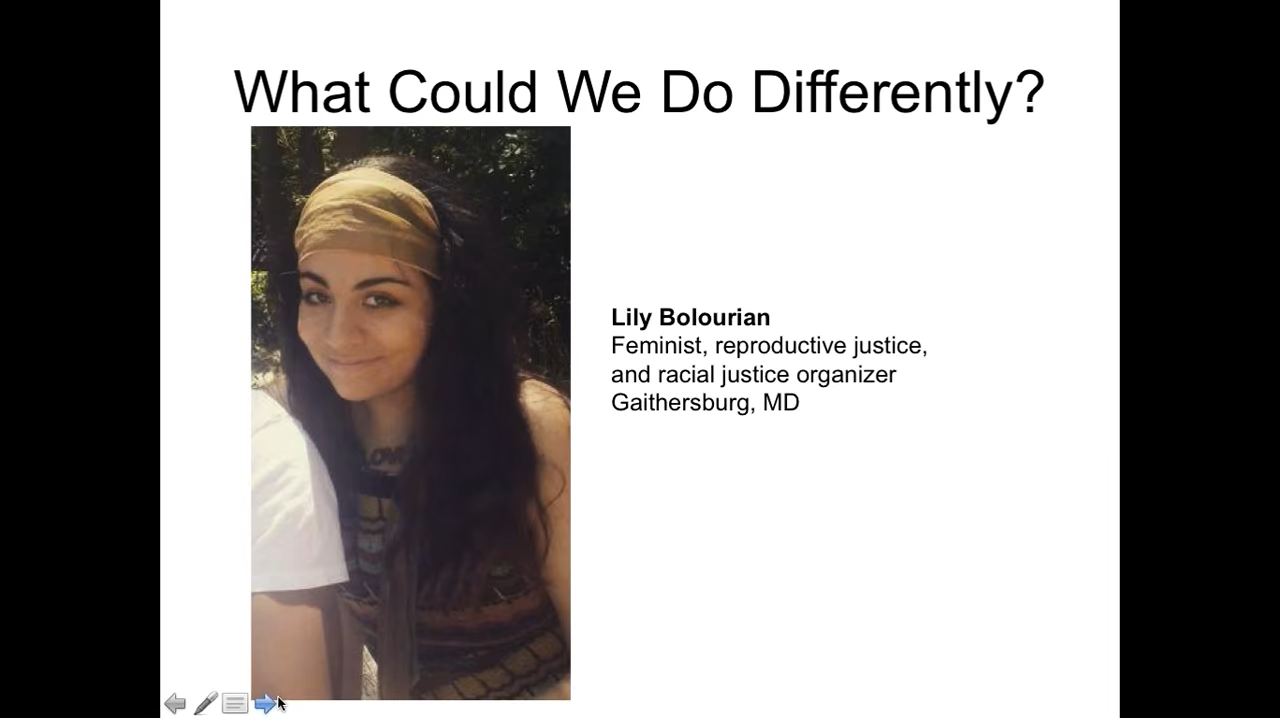 What Could We Do Differently?
Lily Bolourian
Feminist, reproductive justice,
and racial justice organizer
Gaithersburg, MD